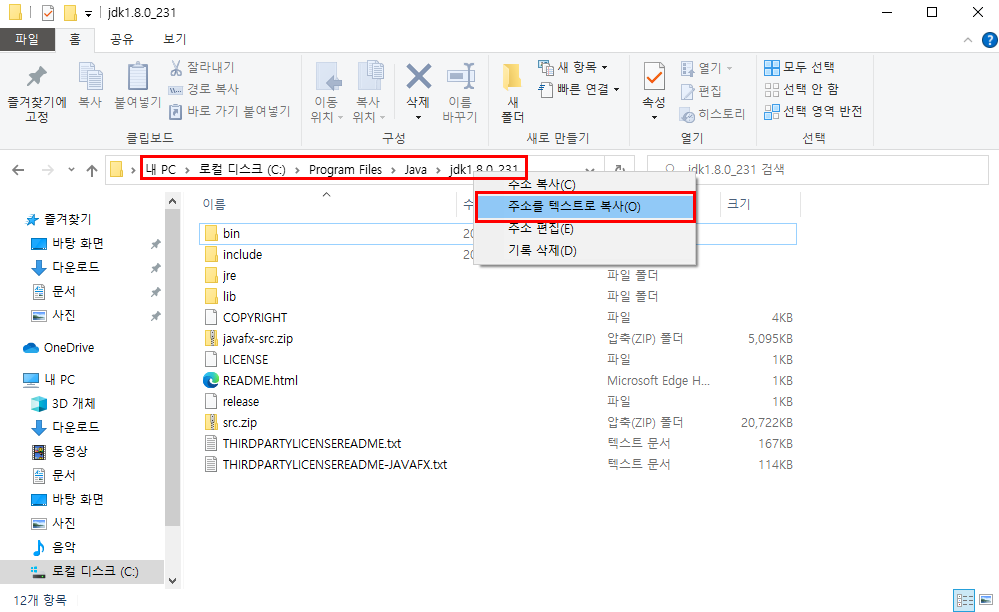 jdk1.8.0_231
파일 홈 공유 보기
즐겨찾기에 고정
복사
붙여넣기
잘라내기
경로 복사
바로 가기 붙여넣기
클립보드
이동 위치
복사 위치
삭제
이름 바꾸기
구성
새 폴더
새 항목
빠른 연결
새로 만들기
속성
열기
편집
히스토리
열기
모두 선택
선택 안 함
선택 영역 반전
선택
내 PC > 로컬 디스크 (C:) > Program Files > Java > jdk1.8.0_231
jdk1.8.0_231 검색
주소 복사(C)
주소를 텍스트로 복사(O)
주소 편집(E)
기록 삭제(D)
즐겨찾기
바탕 화면
다운로드
문서
사진
OneDrive
내 PC
3D 개체
다운로드
동영상
문서
바탕 화면
사진
음악
로컬 디스크 (C:)
이름 수 크기
bin 20
include 20
jre 파일 폴더
lib 파일 폴더
COPYRIGHT 파일 4KB
javafx-src.zip 압축(ZIP) 폴더 5,095KB
LICENSE 파일 1KB
README.html Microsoft Edge H... 1KB
release 파일 1KB
src.zip 압축(ZIP) 폴더 20,722KB
THIRDPARTYLICENSEREADME.txt 텍스트 문서 167KB
THIRDPARTYLICENSEREADME-JAVAFX.txt 텍스트 문서 114KB
12개 항목